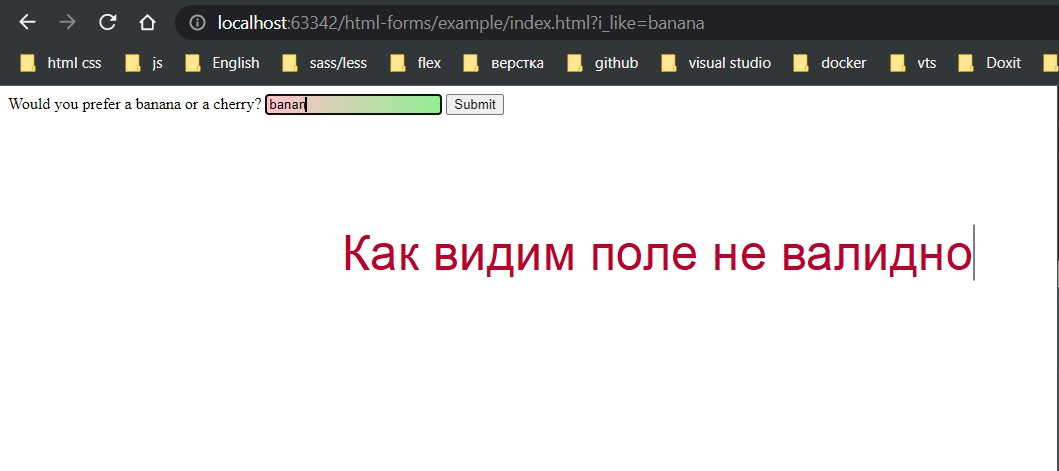 localhost:63342/html-forms/example/index.html?i_like=banana
html css js English sass/less flex верстка github visual studio docker vts Doxit
Would you prefer a banana or a cherry? banan Submit
Как видим поле не валидно